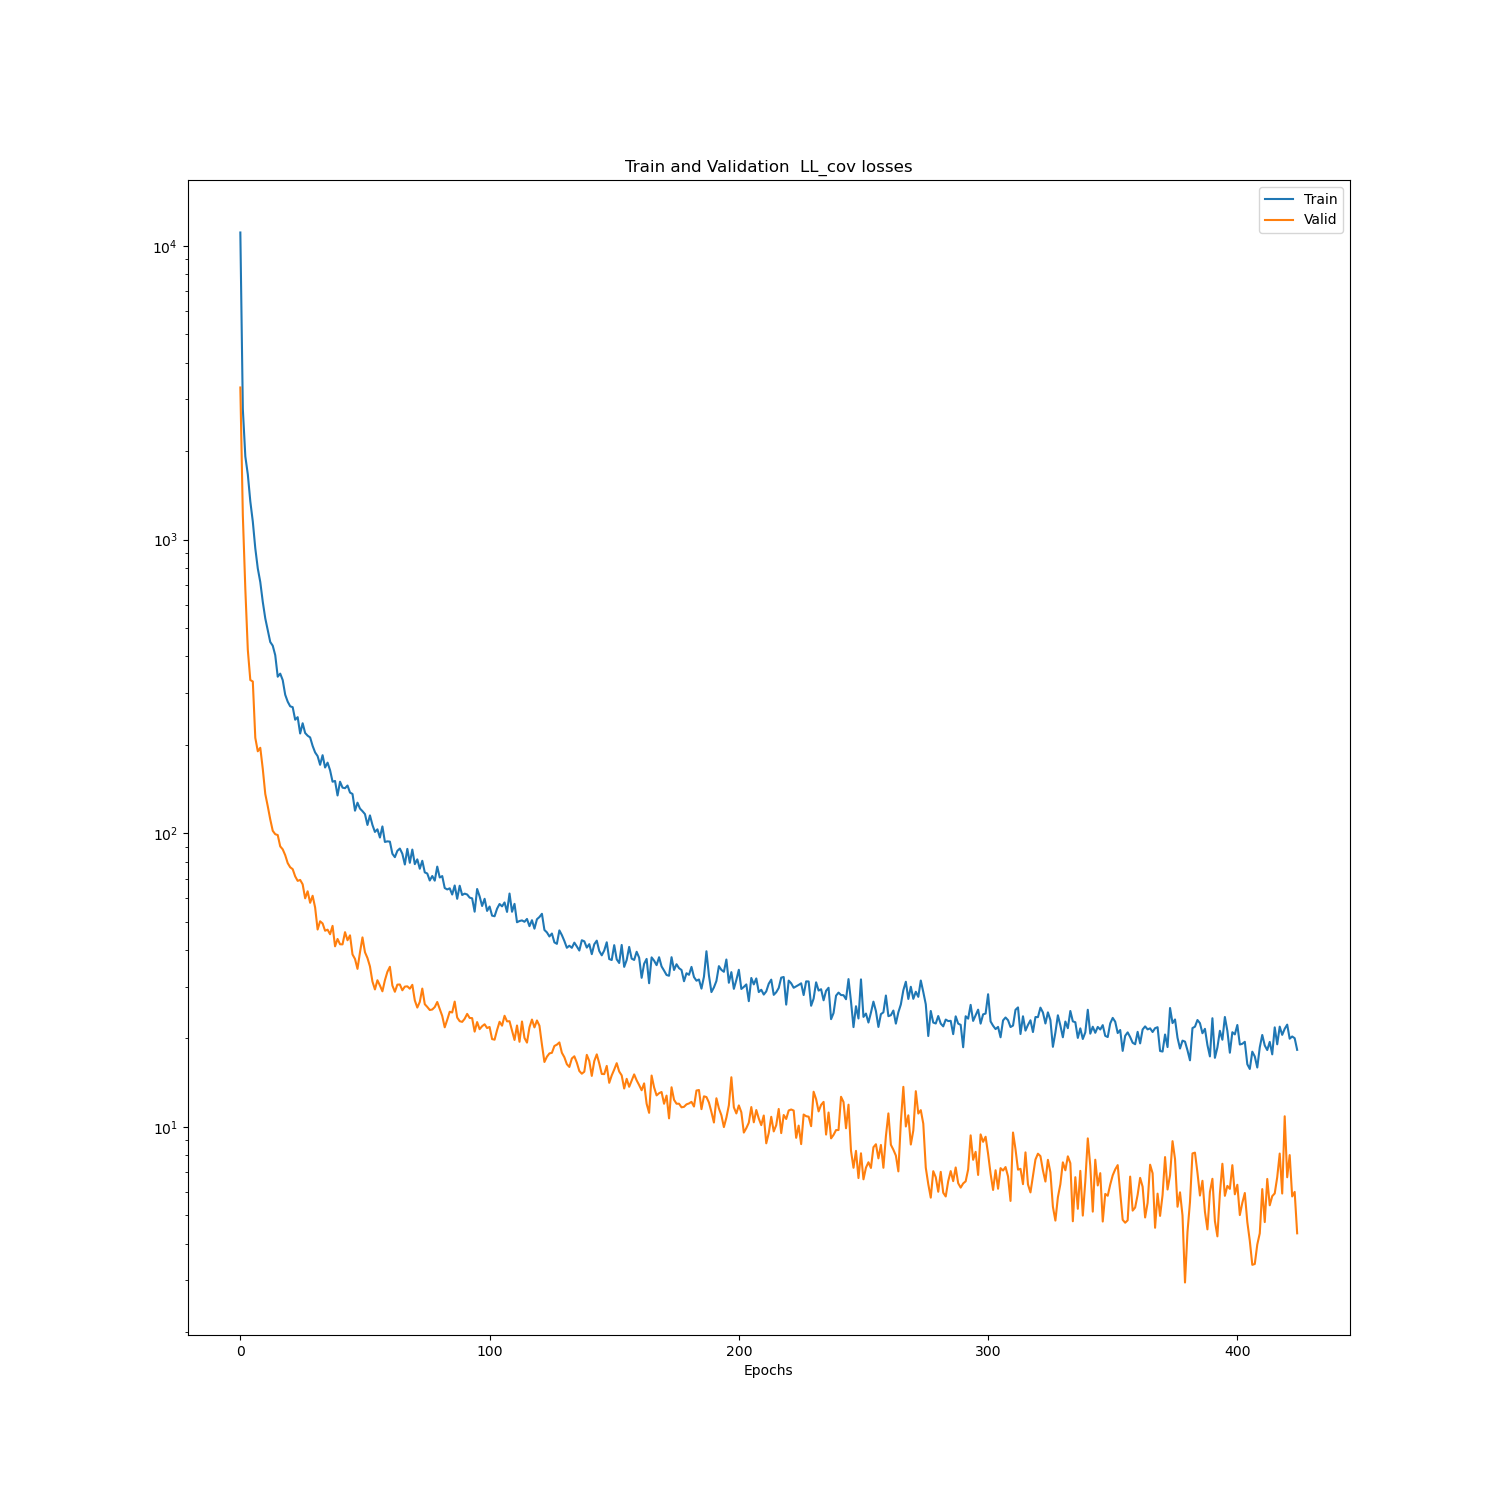 Train and Validation  LL_cov losses
Train
Valid
10⁴
10³
10²
10¹
0 100 200 300 400
Epochs